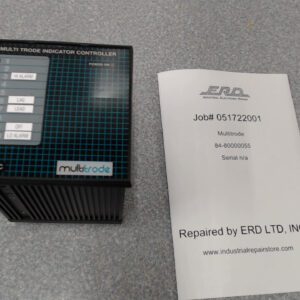 MULTI TRODE INDICATOR CONTROLLER
POWER ON
HI ALARM
LAG
LEAD
OFF
LO ALARM
multitrode
ERD
Job# 051722001
Multitrode
84-60000055
Serial n/a
Repaired by ERD LTD, INC
www.industrialrepairstore.com